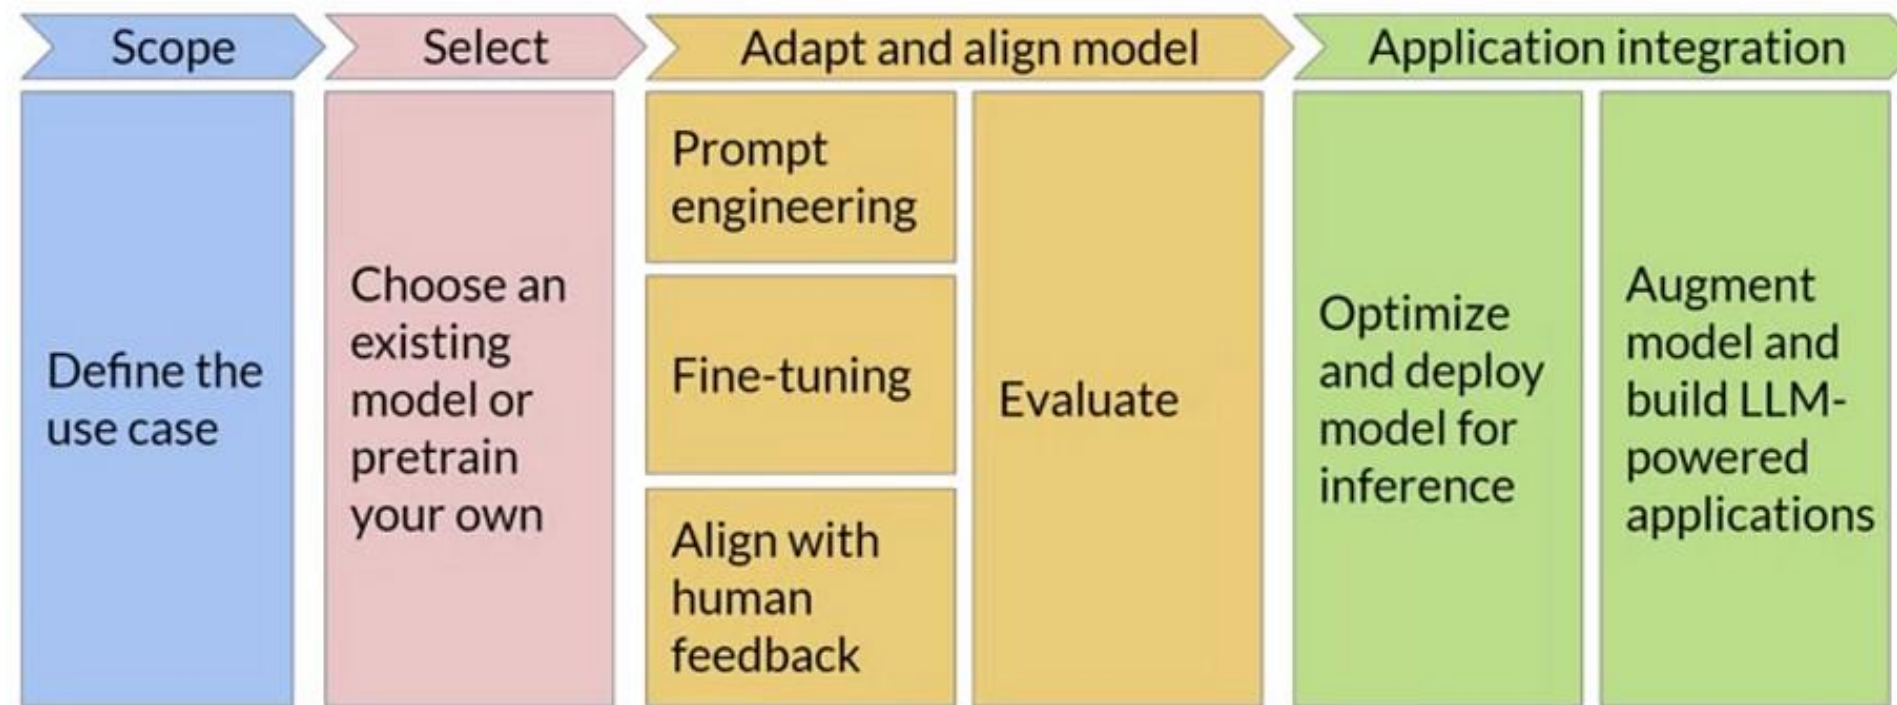 Scope
Select
Adapt and align model
Application integration
Define the
use case
Choose an
existing
model or
pretrain
your own
Prompt
engineering
Fine-tuning
Align with
human
feedback
Evaluate
Optimize
and deploy
model for
inference
Augment
model and
build LLM-
powered
applications